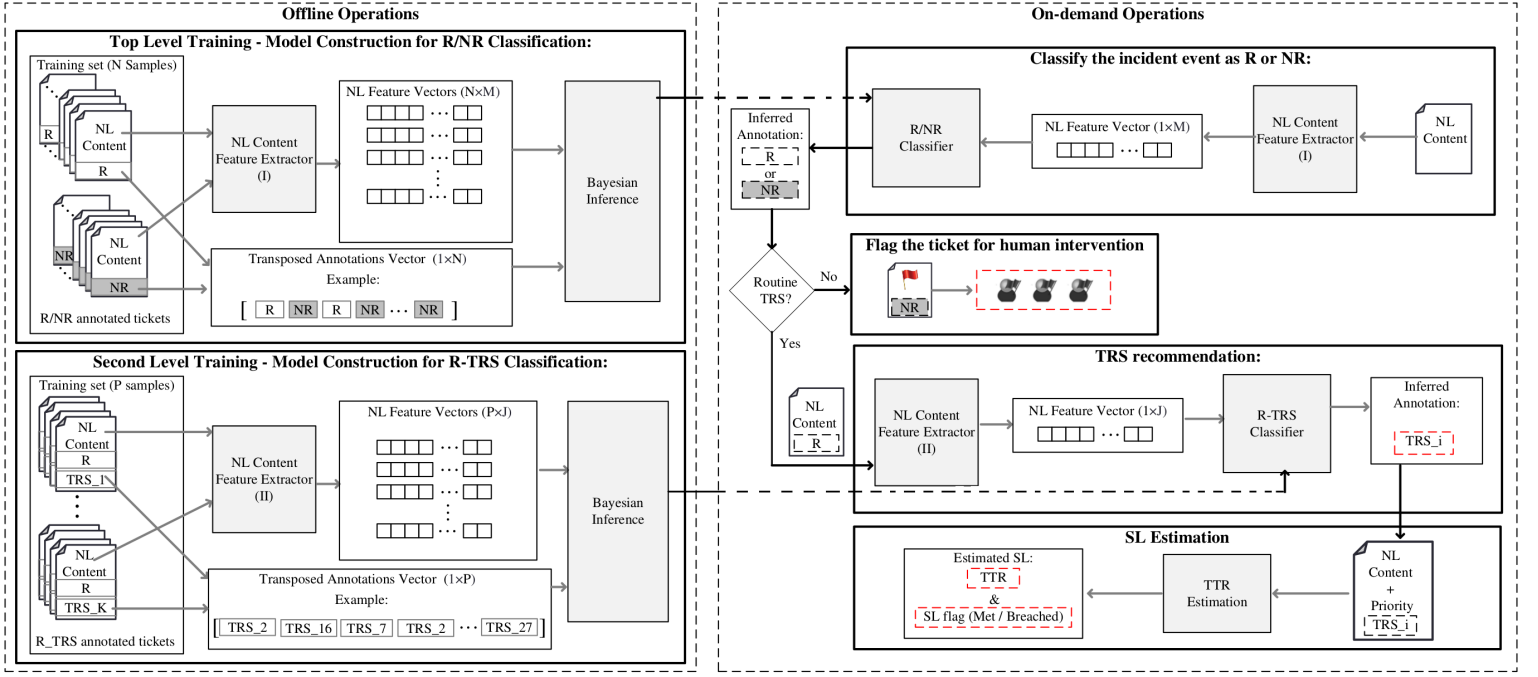 Offline Operations
Top Level Training - Model Construction for R/NR Classification:
Training set (N Samples)
R
NL
Content
R
NR
NL
Content
NR
R/NR annotated tickets
NL Content
Feature Extractor
(I)
NL Feature Vectors (N×M)
Transposed Annotations Vector (1×N)
Example:
[ R NR R NR ··· NR ]
Bayesian
Inference
Second Level Training - Model Construction for R-TRS Classification:
Training set (P samples)
NL
Content
R
TRS_1
NL
Content
R
TRS_K
R_TRS annotated tickets
NL Content
Feature Extractor
(II)
NL Feature Vectors (P×J)
Transposed Annotations Vector (1×P)
Example:
[ TRS_2 TRS_16 TRS_7 TRS_2 ··· TRS_27 ]
Bayesian
Inference
On-demand Operations
Classify the incident event as R or NR:
Inferred
Annotation:
R
or
NR
R/NR
Classifier
NL Feature Vector (1×M)
NL Content
Feature Extractor
(I)
NL
Content
Routine
TRS?
No
Yes
Flag the ticket for human intervention
NR
TRS recommendation:
NL
Content
R
NL Content
Feature Extractor
(II)
NL Feature Vector (1×J)
R-TRS
Classifier
Inferred
Annotation:
TRS_i
SL Estimation
Estimated SL:
TTR
&
SL flag (Met / Breached)
TTR
Estimation
NL
Content
+
Priority
TRS_i